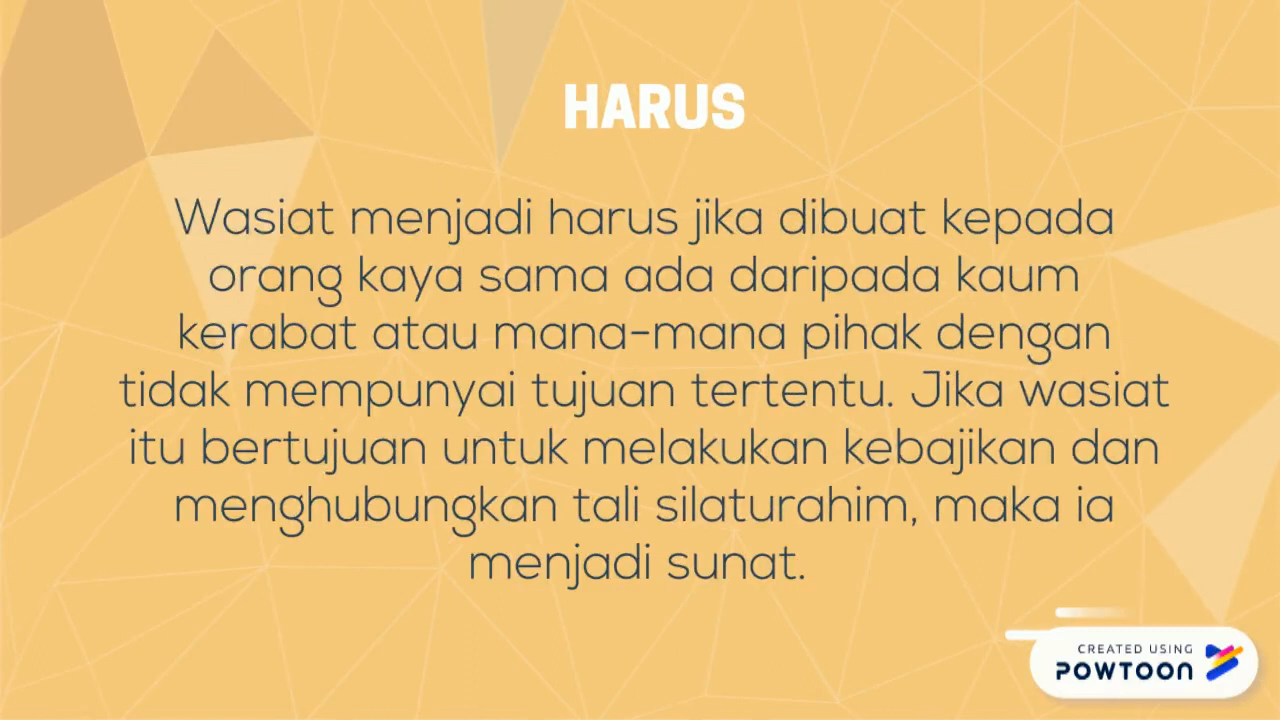 HARUS
Wasiat menjadi harus jika dibuat kepada
orang kaya sama ada daripada kaum
kerabat atau mana-mana pihak dengan
tidak mempunyai tujuan tertentu. Jika wasiat
itu bertujuan untuk melakukan kebajikan dan
menghubungkan tali silaturahim, maka ia
menjadi sunat.
CREATED USING
POWTOON